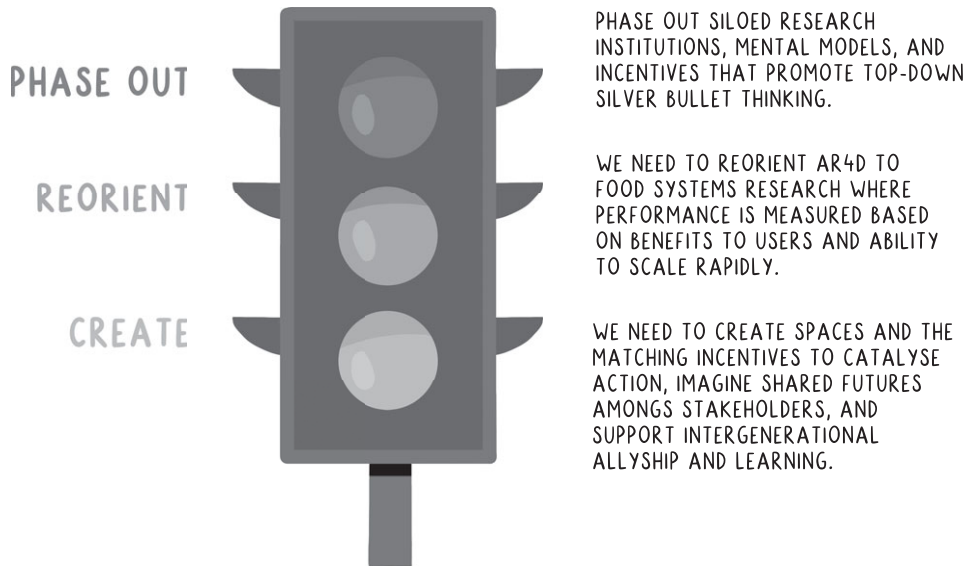 PHASE OUT
PHASE OUT SILOED RESEARCH
INSTITUTIONS, MENTAL MODELS, AND
INCENTIVES THAT PROMOTE TOP-DOWN
SILVER BULLET THINKING.
REORIENT
WE NEED TO REORIENT AR4D TO
FOOD SYSTEMS RESEARCH WHERE
PERFORMANCE IS MEASURED BASED
ON BENEFITS TO USERS AND ABILITY
TO SCALE RAPIDLY.
CREATE
WE NEED TO CREATE SPACES AND THE
MATCHING INCENTIVES TO CATALYSE
ACTION, IMAGINE SHARED FUTURES
AMONGS STAKEHOLDERS, AND
SUPPORT INTERGENERATIONAL
ALLYSHIP AND LEARNING.